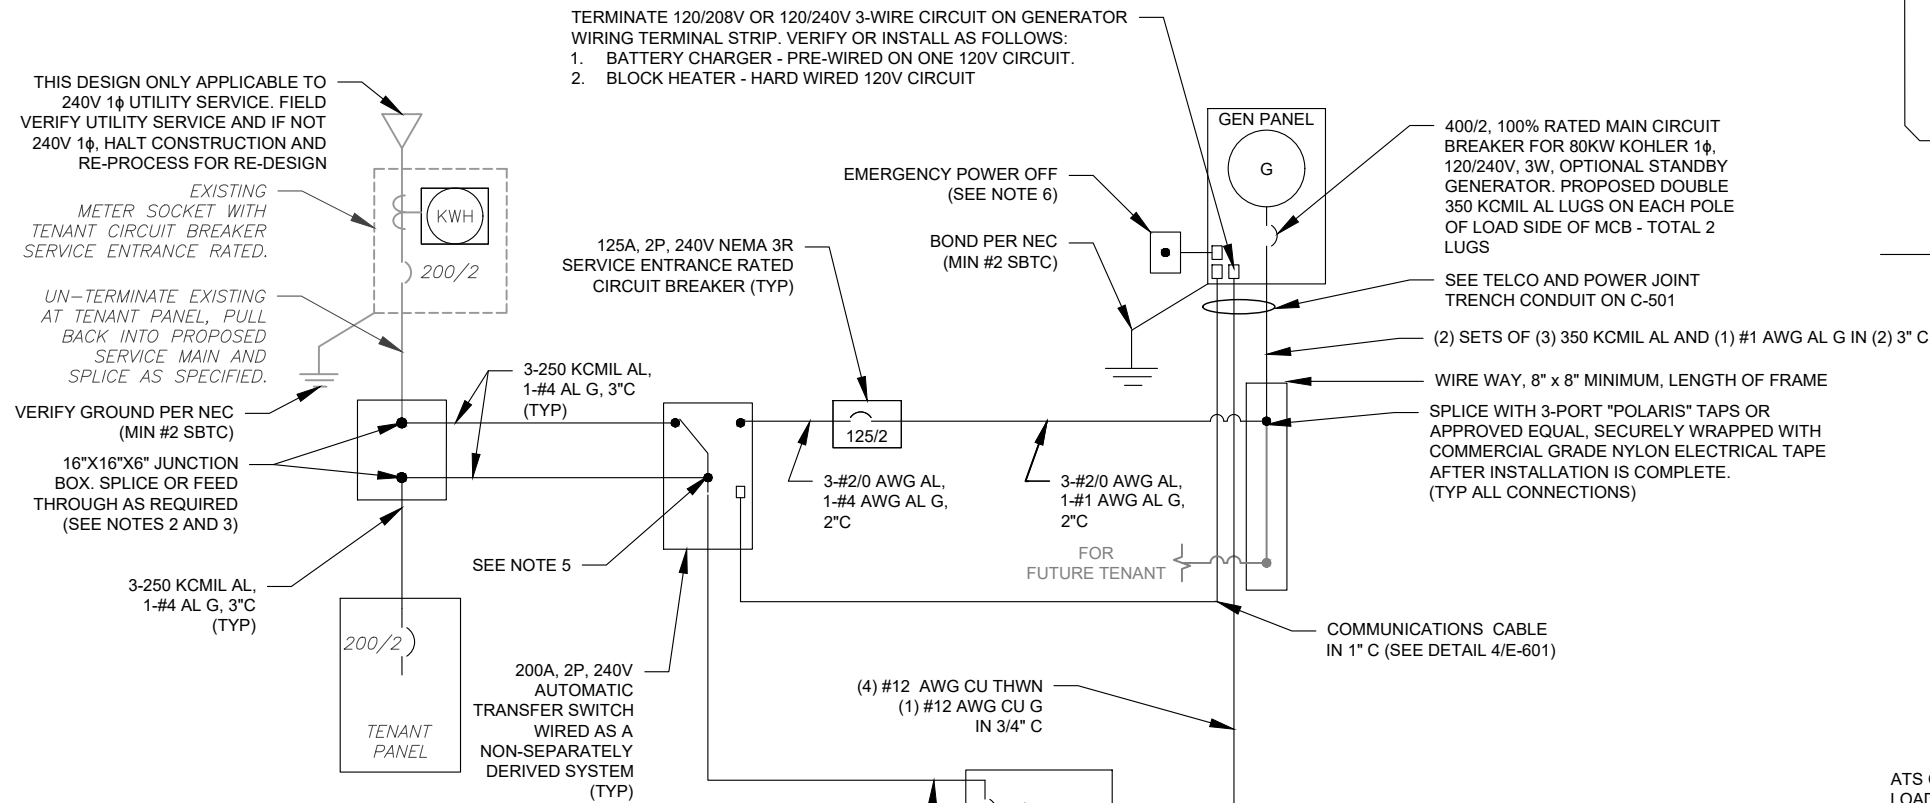 TERMINATE 120/208V OR 120/240V 3-WIRE CIRCUIT ON GENERATOR
WIRING TERMINAL STRIP. VERIFY OR INSTALL AS FOLLOWS:
1. BATTERY CHARGER - PRE-WIRED ON ONE 120V CIRCUIT.
2. BLOCK HEATER - HARD WIRED 120V CIRCUIT
THIS DESIGN ONLY APPLICABLE TO
240V 1ϕ UTILITY SERVICE. FIELD
VERIFY UTILITY SERVICE AND IF NOT
240V 1ϕ, HALT CONSTRUCTION AND
RE-PROCESS FOR RE-DESIGN
EXISTING
METER SOCKET WITH
TENANT CIRCUIT BREAKER
SERVICE ENTRANCE RATED.
KWH
200/2
UN-TERMINATE EXISTING
AT TENANT PANEL, PULL
BACK INTO PROPOSED
SERVICE MAIN AND
SPLICE AS SPECIFIED.
VERIFY GROUND PER NEC
(MIN #2 SBTC)
16"X16"X6" JUNCTION
BOX. SPLICE OR FEED
THROUGH AS REQUIRED
(SEE NOTES 2 AND 3)
3-250 KCMIL AL,
1-#4 AL G, 3"C
(TYP)
200/2
TENANT
PANEL
3-250 KCMIL AL,
1-#4 AL G, 3"C
(TYP)
SEE NOTE 5
200A, 2P, 240V
AUTOMATIC
TRANSFER SWITCH
WIRED AS A
NON-SEPARATELY
DERIVED SYSTEM
(TYP)
125A, 2P, 240V NEMA 3R
SERVICE ENTRANCE RATED
CIRCUIT BREAKER (TYP)
125/2
3-#2/0 AWG AL,
1-#4 AWG AL G,
2"C
3-#2/0 AWG AL,
1-#1 AWG AL G,
2"C
EMERGENCY POWER OFF
(SEE NOTE 6)
BOND PER NEC
(MIN #2 SBTC)
GEN PANEL
G
400/2, 100% RATED MAIN CIRCUIT
BREAKER FOR 80KW KOHLER 1ϕ,
120/240V, 3W, OPTIONAL STANDBY
GENERATOR. PROPOSED DOUBLE
350 KCMIL AL LUGS ON EACH POLE
OF LOAD SIDE OF MCB - TOTAL 2
LUGS
SEE TELCO AND POWER JOINT
TRENCH CONDUIT ON C-501
(2) SETS OF (3) 350 KCMIL AL AND (1) #1 AWG AL G IN (2) 3" C
WIRE WAY, 8" x 8" MINIMUM, LENGTH OF FRAME
SPLICE WITH 3-PORT "POLARIS" TAPS OR
APPROVED EQUAL, SECURELY WRAPPED WITH
COMMERCIAL GRADE NYLON ELECTRICAL TAPE
AFTER INSTALLATION IS COMPLETE.
(TYP ALL CONNECTIONS)
FOR
FUTURE TENANT
COMMUNICATIONS CABLE
IN 1" C (SEE DETAIL 4/E-601)
(4) #12 AWG CU THWN
(1) #12 AWG CU G
IN 3/4" C
ATS
LOAD